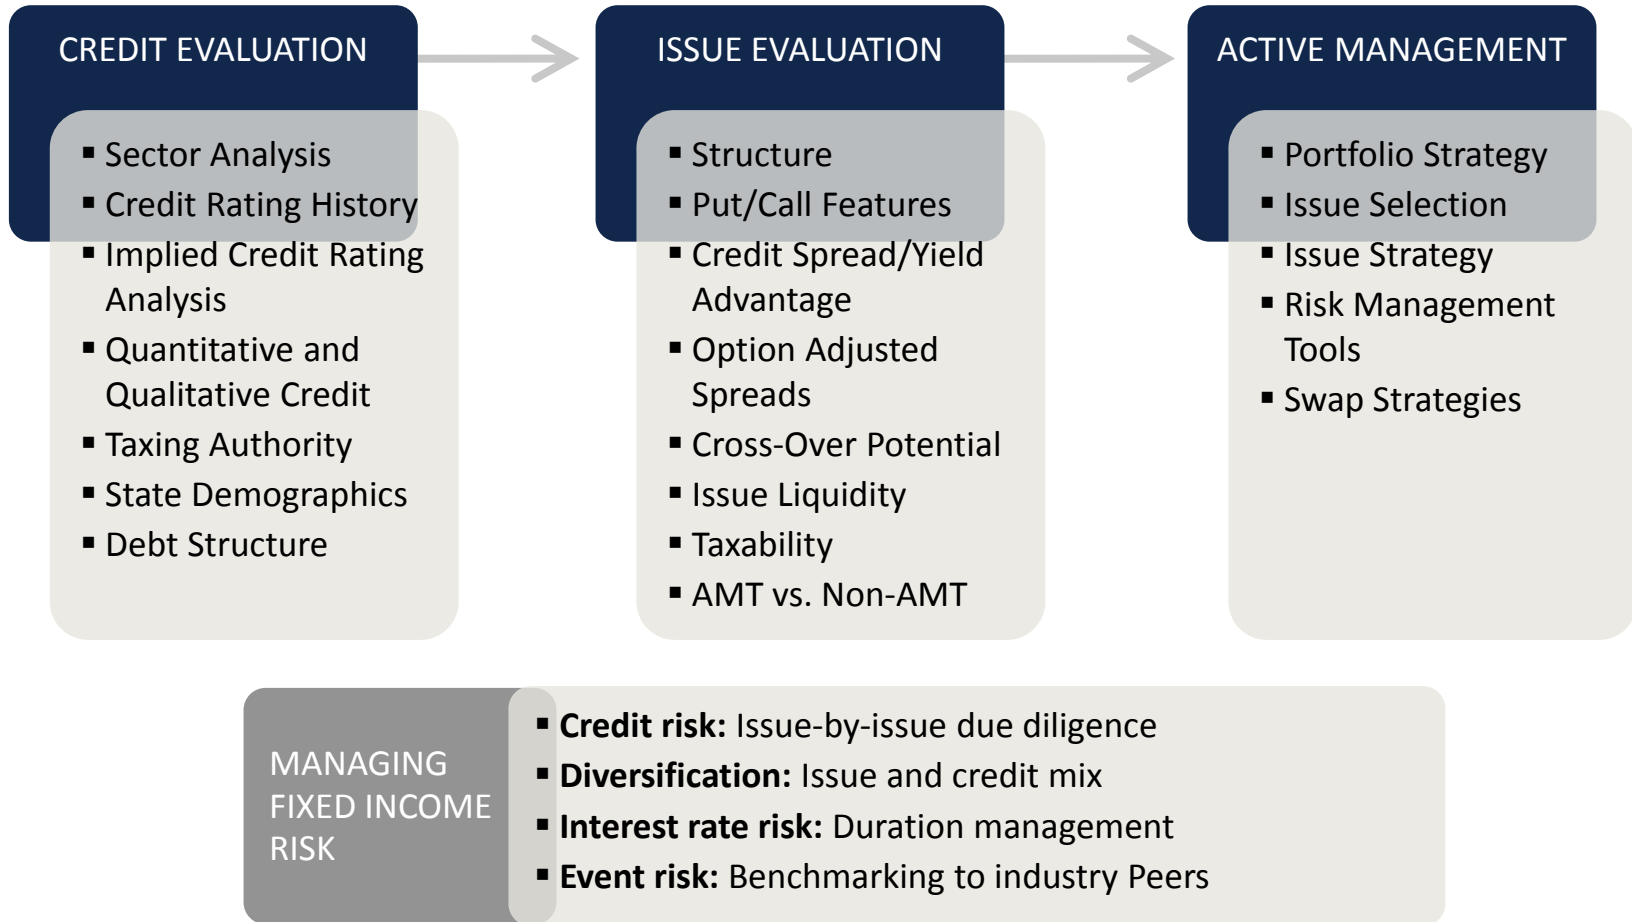 CREDIT EVALUATION
▪ Sector Analysis
▪ Credit Rating History
▪ Implied Credit Rating
Analysis
▪ Quantitative and
Qualitative Credit
▪ Taxing Authority
▪ State Demographics
▪ Debt Structure
ISSUE EVALUATION
▪ Structure
▪ Put/Call Features
▪ Credit Spread/Yield
Advantage
▪ Option Adjusted
Spreads
▪ Cross-Over Potential
▪ Issue Liquidity
▪ Taxability
▪ AMT vs. Non-AMT
ACTIVE MANAGEMENT
▪ Portfolio Strategy
▪ Issue Selection
▪ Issue Strategy
▪ Risk Management
Tools
▪ Swap Strategies
MANAGING
FIXED INCOME
RISK
▪ Credit risk: Issue-by-issue due diligence
▪ Diversification: Issue and credit mix
▪ Interest rate risk: Duration management
▪ Event risk: Benchmarking to industry Peers